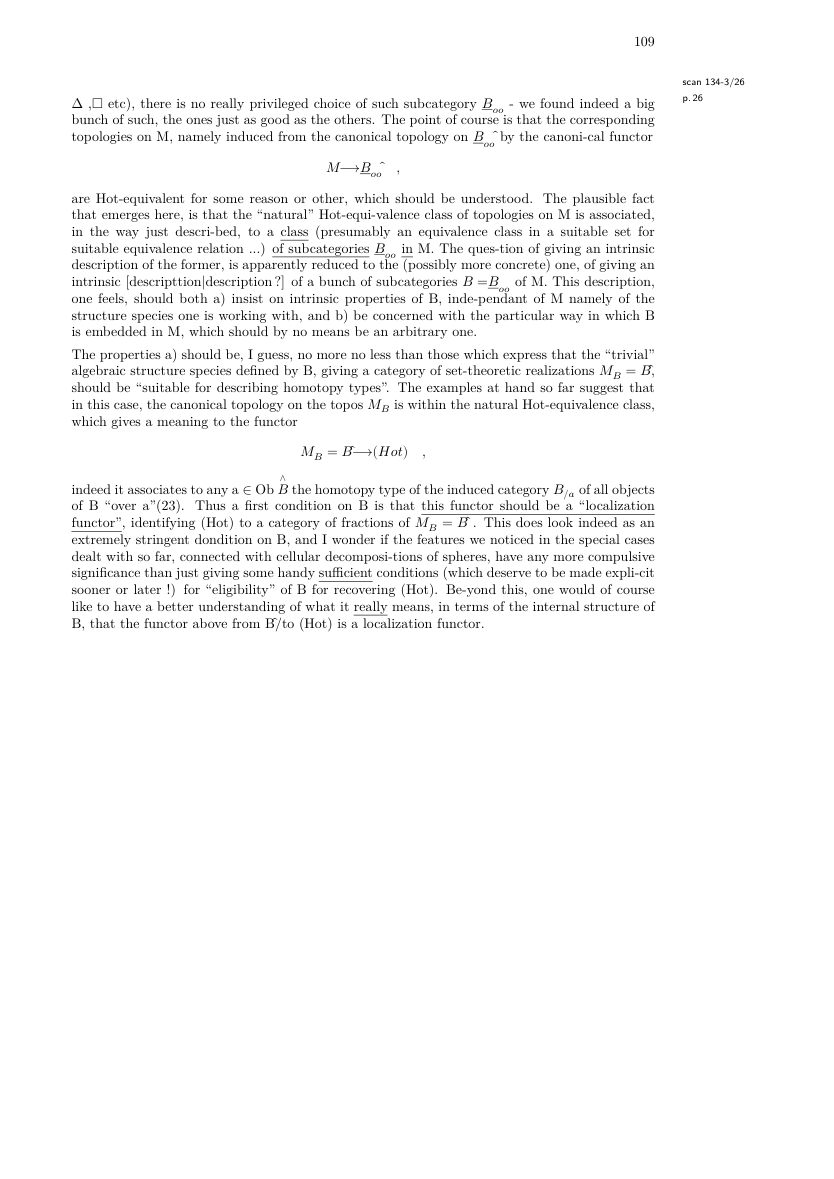 109
scan 134-3/26
p. 26
Δ ,□ etc), there is no really privileged choice of such subcategory B_oo - we found indeed a big
bunch of such, the ones just as good as the others. The point of course is that the corresponding
topologies on M, namely induced from the canonical topology on B_oo^ by the canoni-cal functor
M⟶B_oo^ ,
are Hot-equivalent for some reason or other, which should be understood. The plausible fact
that emerges here, is that the “natural” Hot-equi-valence class of topologies on M is associated,
in the way just descri-bed, to a class (presumably an equivalence class in a suitable set for
suitable equivalence relation ...) of subcategories B_oo in M. The ques-tion of giving an intrinsic
description of the former, is apparently reduced to the (possibly more concrete) one, of giving an
intrinsic [descripttion|description ?] of a bunch of subcategories B =B_oo of M. This description,
one feels, should both a) insist on intrinsic properties of B, inde-pendant of M namely of the
structure species one is working with, and b) be concerned with the particular way in which B
is embedded in M, which should by no means be an arbitrary one.
The properties a) should be, I guess, no more no less than those which express that the “trivial”
algebraic structure species defined by B, giving a category of set-theoretic realizations M_B = B^,
should be “suitable for describing homotopy types”. The examples at hand so far suggest that
in this case, the canonical topology on the topos M_B is within the natural Hot-equivalence class,
which gives a meaning to the functor
M_B = B^⟶(Hot) ,
indeed it associates to any a ∈ Ob B^ the homotopy type of the induced category B_/a of all objects
of B “over a”(23). Thus a first condition on B is that this functor should be a “localization
functor”, identifying (Hot) to a category of fractions of M_B = B^ . This does look indeed as an
extremely stringent dondition on B, and I wonder if the features we noticed in the special cases
dealt with so far, connected with cellular decomposi-tions of spheres, have any more compulsive
significance than just giving some handy sufficient conditions (which deserve to be made expli-cit
sooner or later !) for “eligibility” of B for recovering (Hot). Be-yond this, one would of course
like to have a better understanding of what it really means, in terms of the internal structure of
B, that the functor above from B^/to (Hot) is a localization functor.